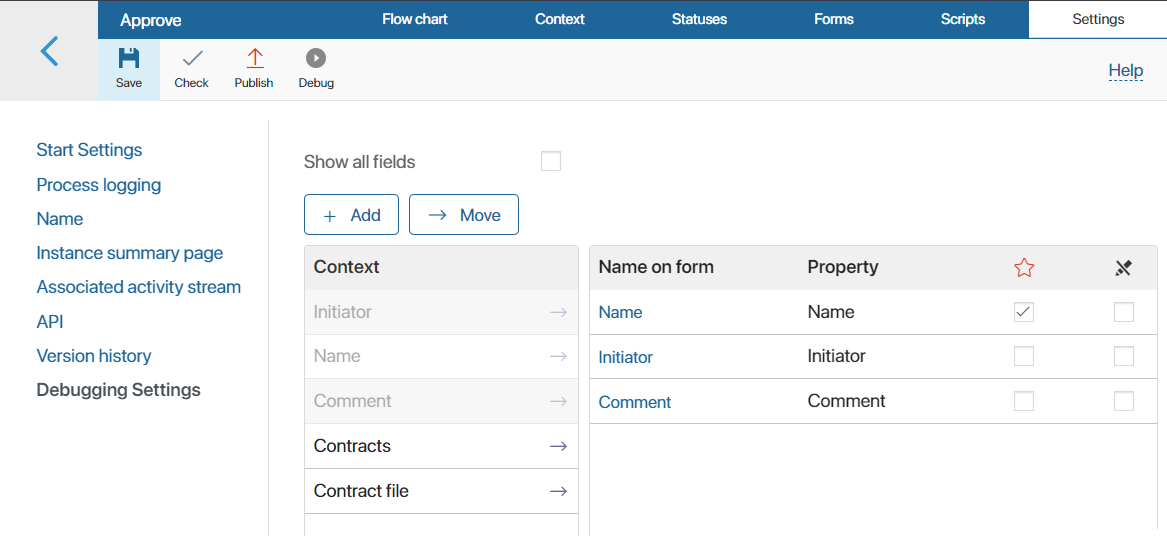 Approve Flow chart Context Statuses Forms Scripts Settings
Save Check Publish Debug Help
Start Settings
Process logging
Name
Instance summary page
Associated activity stream
API
Version history
Debugging Settings
Show all fields
+ Add → Move
Context
Initiator →
Name →
Comment →
Contracts →
Contract file →
Name on form Property
Name Name
Initiator Initiator
Comment Comment